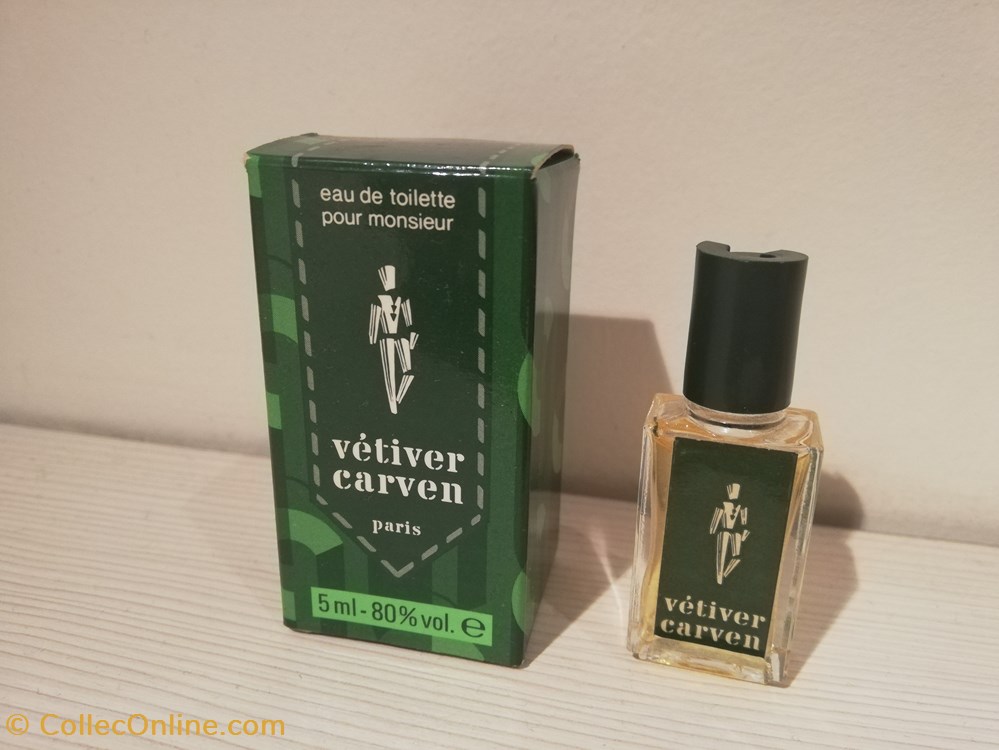 eau de toilette
pour monsieur
vétiver
carven
paris
5 ml - 80% vol. e
vétiver
carven
© CollecOnline.com